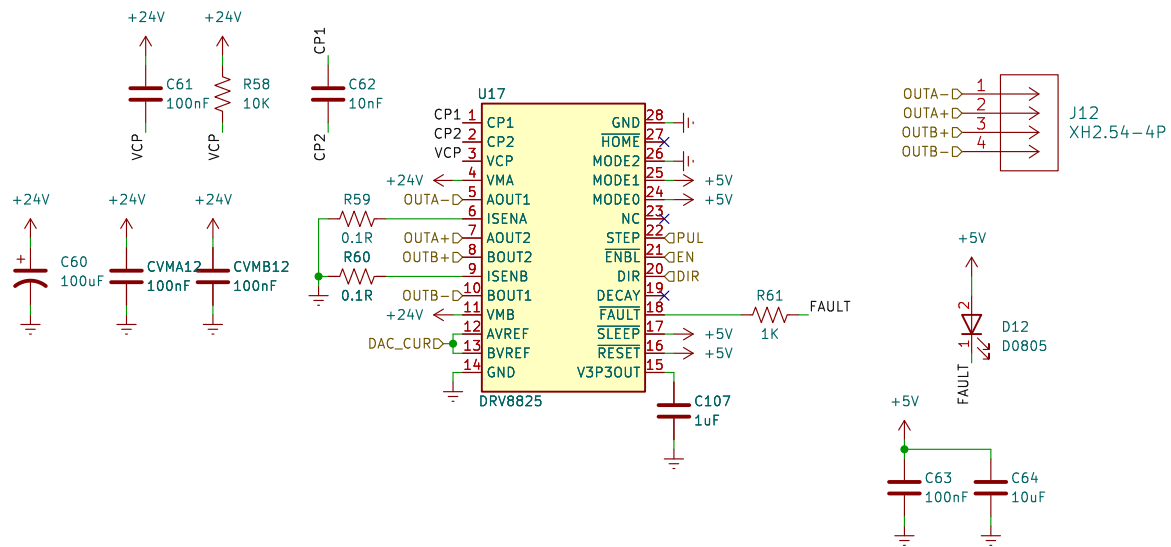 +24V
+24V
CP1
C61
100nF
R58
10K
C62
10nF
VCP
VCP
CP2
U17
CP1 1 CP1
CP2 2 CP2
VCP 3 VCP
+24V 4 VMA
OUTA- 5 AOUT1
6 ISENA
OUTA+ 7 AOUT2
OUTB+ 8 BOUT2
9 ISENB
OUTB- 10 BOUT1
+24V 11 VMB
12 AVREF
DAC_CUR 13 BVREF
14 GND
GND 28
HOME 27
MODE2 26
MODE1 25 +5V
MODE0 24 +5V
NC 23
STEP 22 PUL
ENBL 21 EN
DIR 20 DIR
DECAY 19
FAULT 18
SLEEP 17 +5V
RESET 16 +5V
V3P3OUT 15
DRV8825
R59
0.1R
R60
0.1R
+24V
+24V
+24V
+
C60
100uF
CVMA12
100nF
CVMB12
100nF
R61
1K
FAULT
C107
1uF
OUTA- 1
OUTA+ 2
OUTB+ 3
OUTB- 4
J12
XH2.54-4P
+5V
2
1
D12
D0805
FAULT
+5V
C63
100nF
C64
10uF